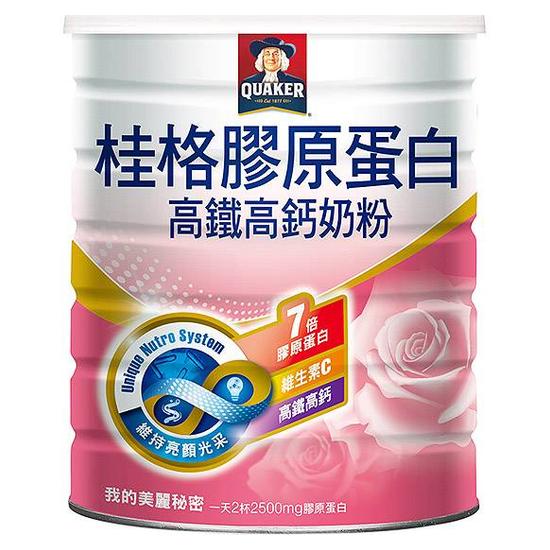 QUAKER
Est 1877
桂格膠原蛋白
高鐵高鈣奶粉
Unique Nutro System
7倍
膠原蛋白
維生素C
高鐵高鈣
維持亮顏光采
我的美麗秘密
一天2杯2500mg膠原蛋白